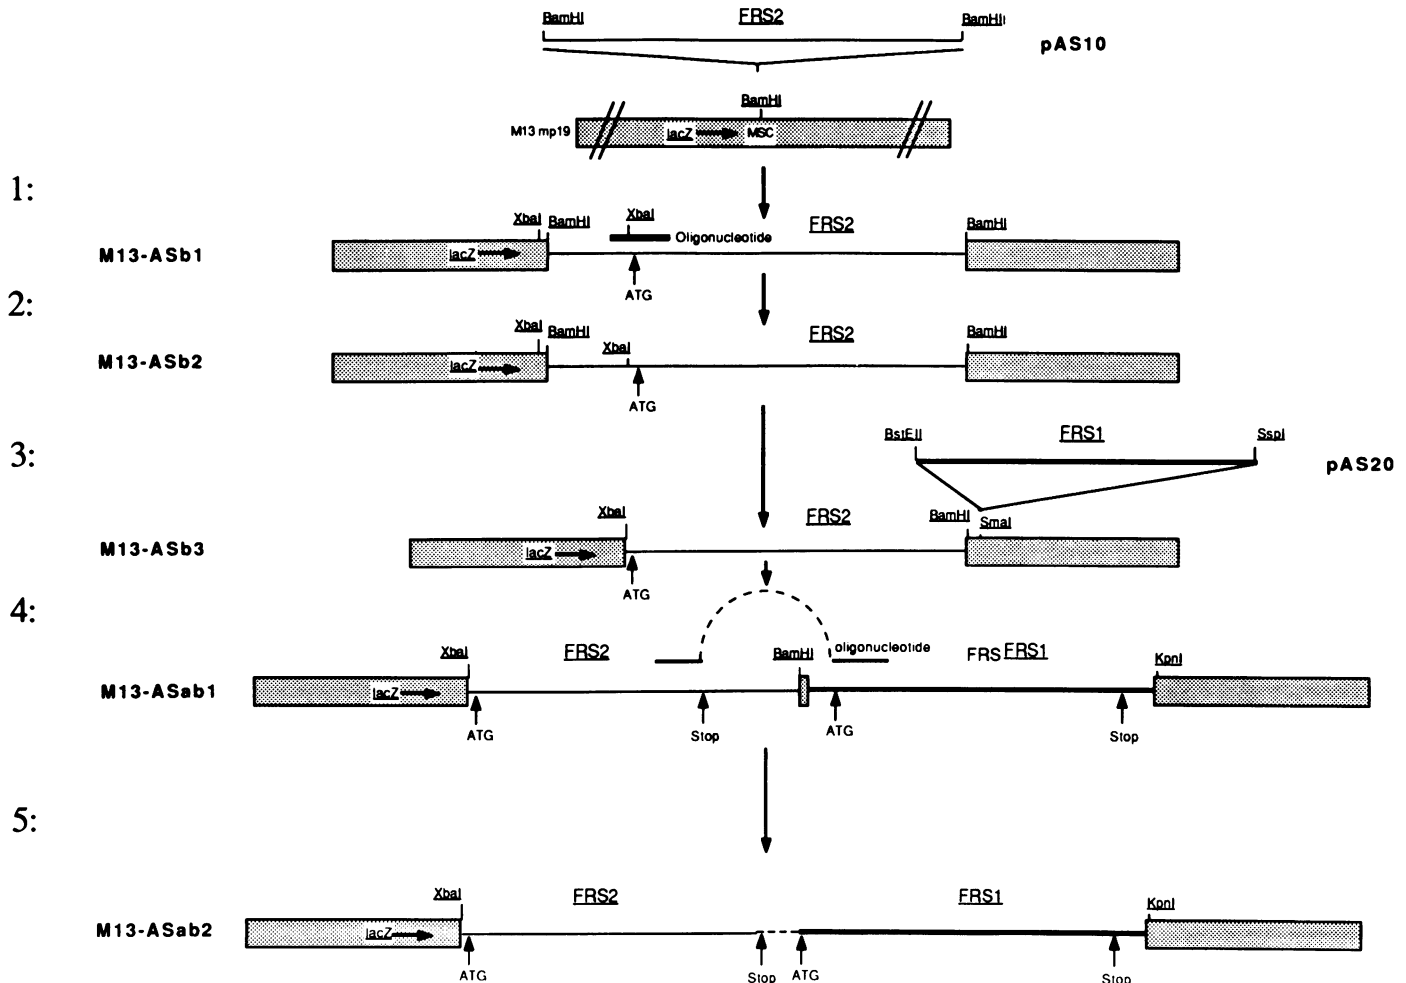 BamHI FRS2 BamHI
pAS10
BamHI
M13 mp19 lacZ MSC
1:
XbaI BamHI XbaI FRS2 BamHI
Oligonucleotide
M13-ASb1 lacZ
ATG
2:
XbaI BamHI XbaI FRS2 BamHI
M13-ASb2 lacZ
ATG
BstEII FRS1 SspI
3:
pAS20
XbaI FRS2 BamHI SmaI
M13-ASb3 lacZ
ATG
4:
XbaI FRS2 BamHI oligonucleotide FRS FRS1 KpnI
M13-ASab1 lacZ
ATG Stop ATG Stop
5:
XbaI FRS2 FRS1 KpnI
M13-ASab2 lacZ
ATG Stop ATG Stop